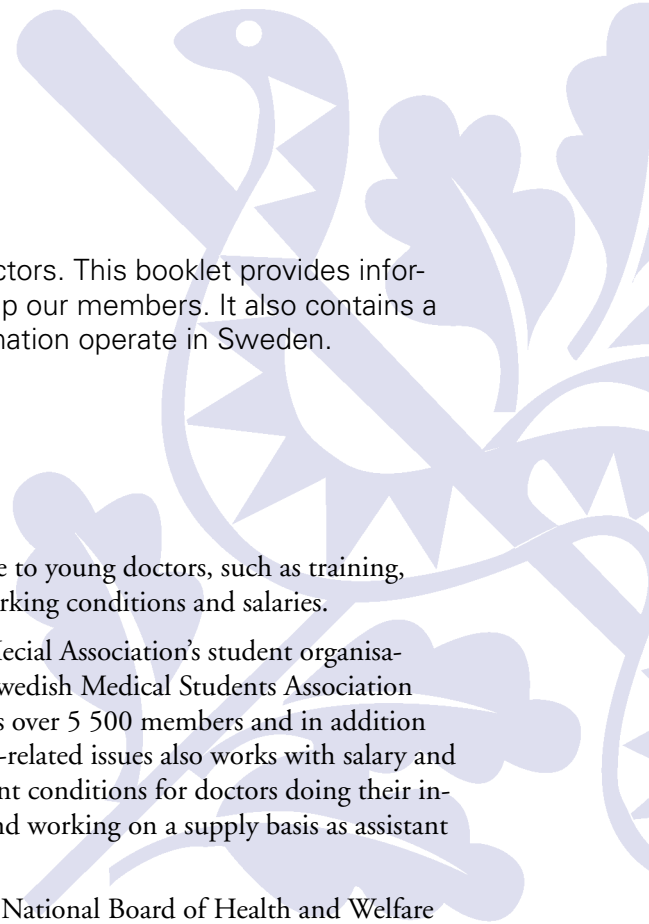 ctors. This booklet provides infor-
p our members. It also contains a
nation operate in Sweden.
e to young doctors, such as training,
rking conditions and salaries.
Mecial Association’s student organisa-
wedish Medical Students Association
s over 5 500 members and in addition
-related issues also works with salary and
nt conditions for doctors doing their in-
nd working on a supply basis as assistant
National Board of Health and Welfare